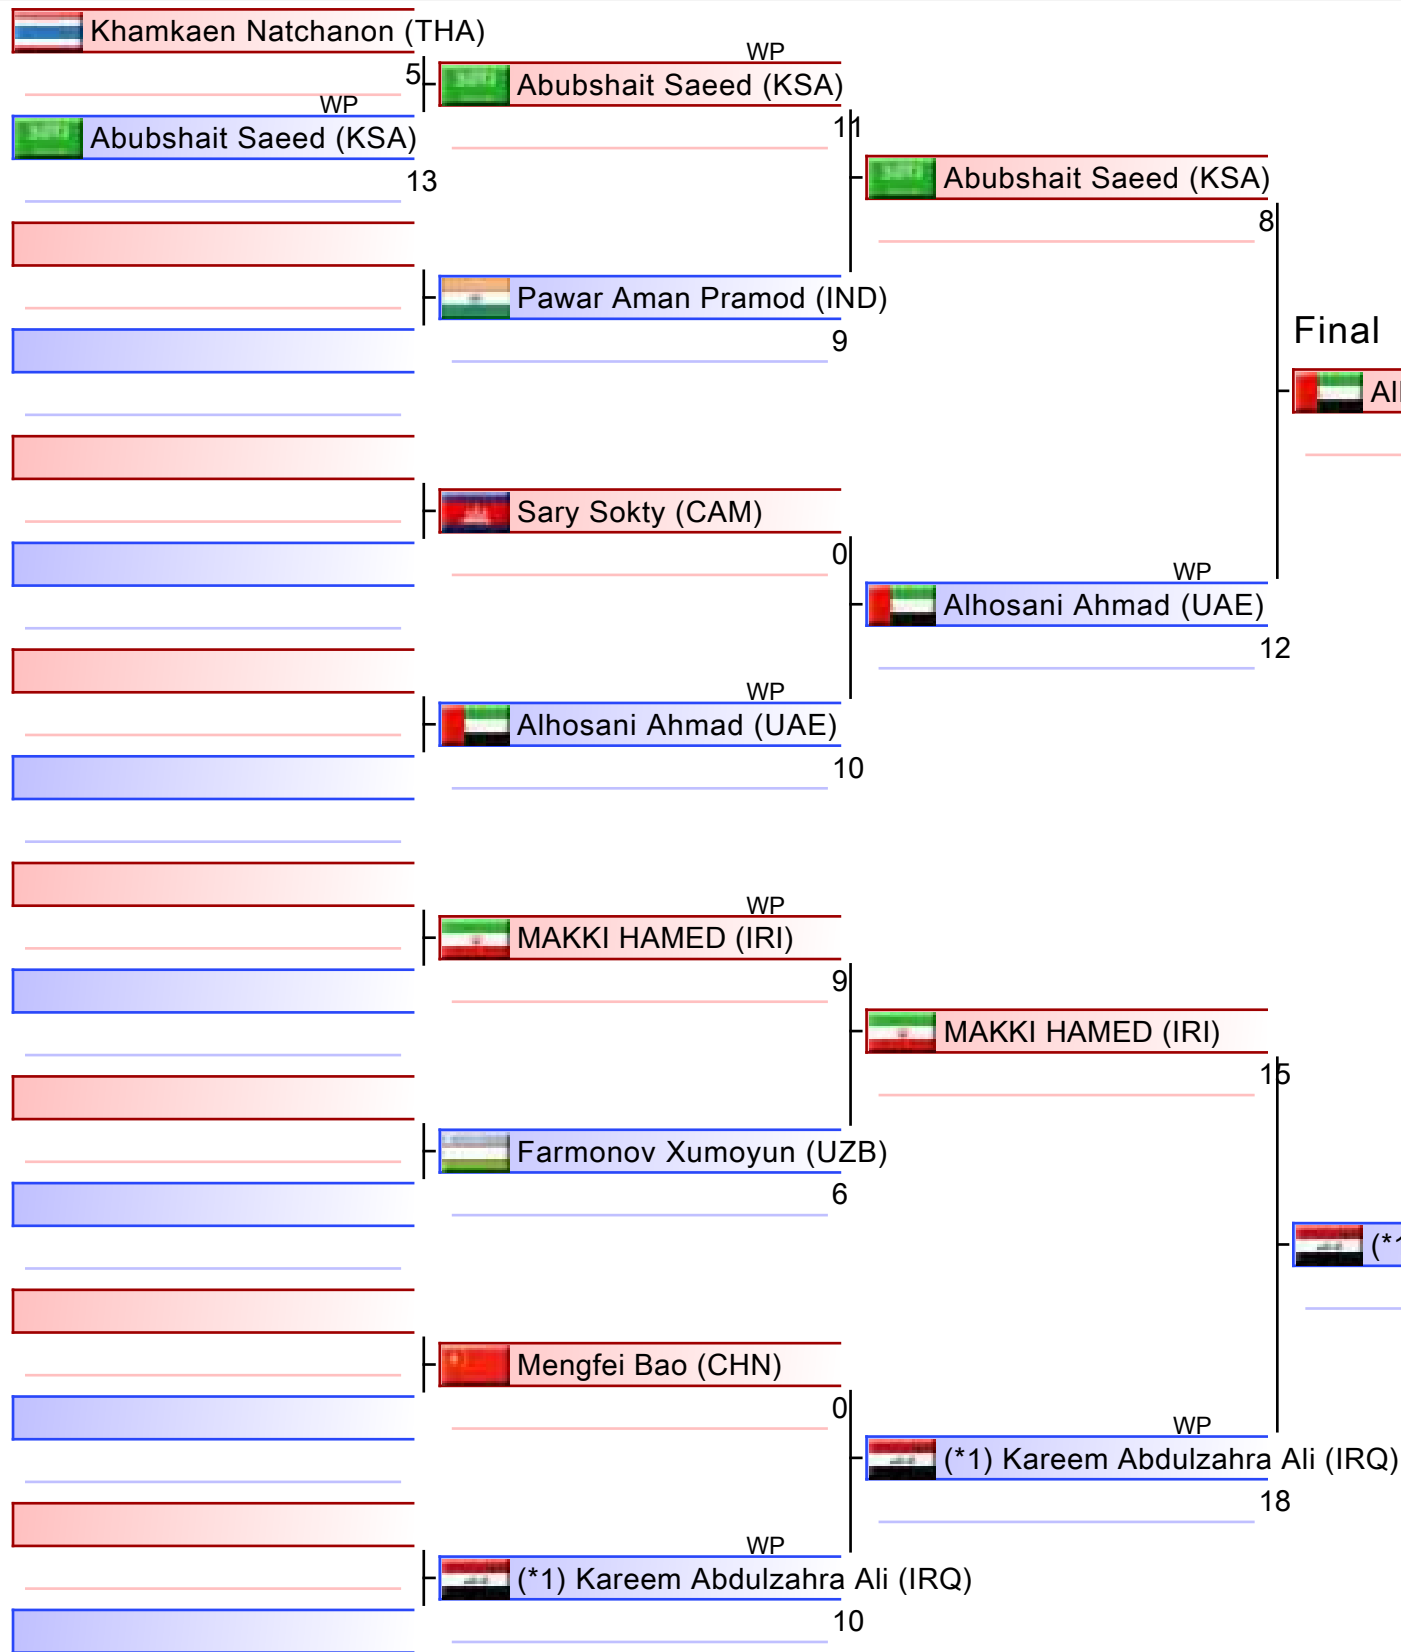 Khamkaen Natchanon (THA)
5
WP
Abubshait Saeed (KSA)
13
WP
Abubshait Saeed (KSA)
11
Pawar Aman Pramod (IND)
9
Sary Sokty (CAM)
0
WP
Alhosani Ahmad (UAE)
10
WP
MAKKI HAMED (IRI)
9
Farmonov Xumoyun (UZB)
6
Mengfei Bao (CHN)
0
WP
(*1) Kareem Abdulzahra Ali (IRQ)
10
Abubshait Saeed (KSA)
8
WP
Alhosani Ahmad (UAE)
12
MAKKI HAMED (IRI)
15
WP
(*1) Kareem Abdulzahra Ali (IRQ)
18
Final